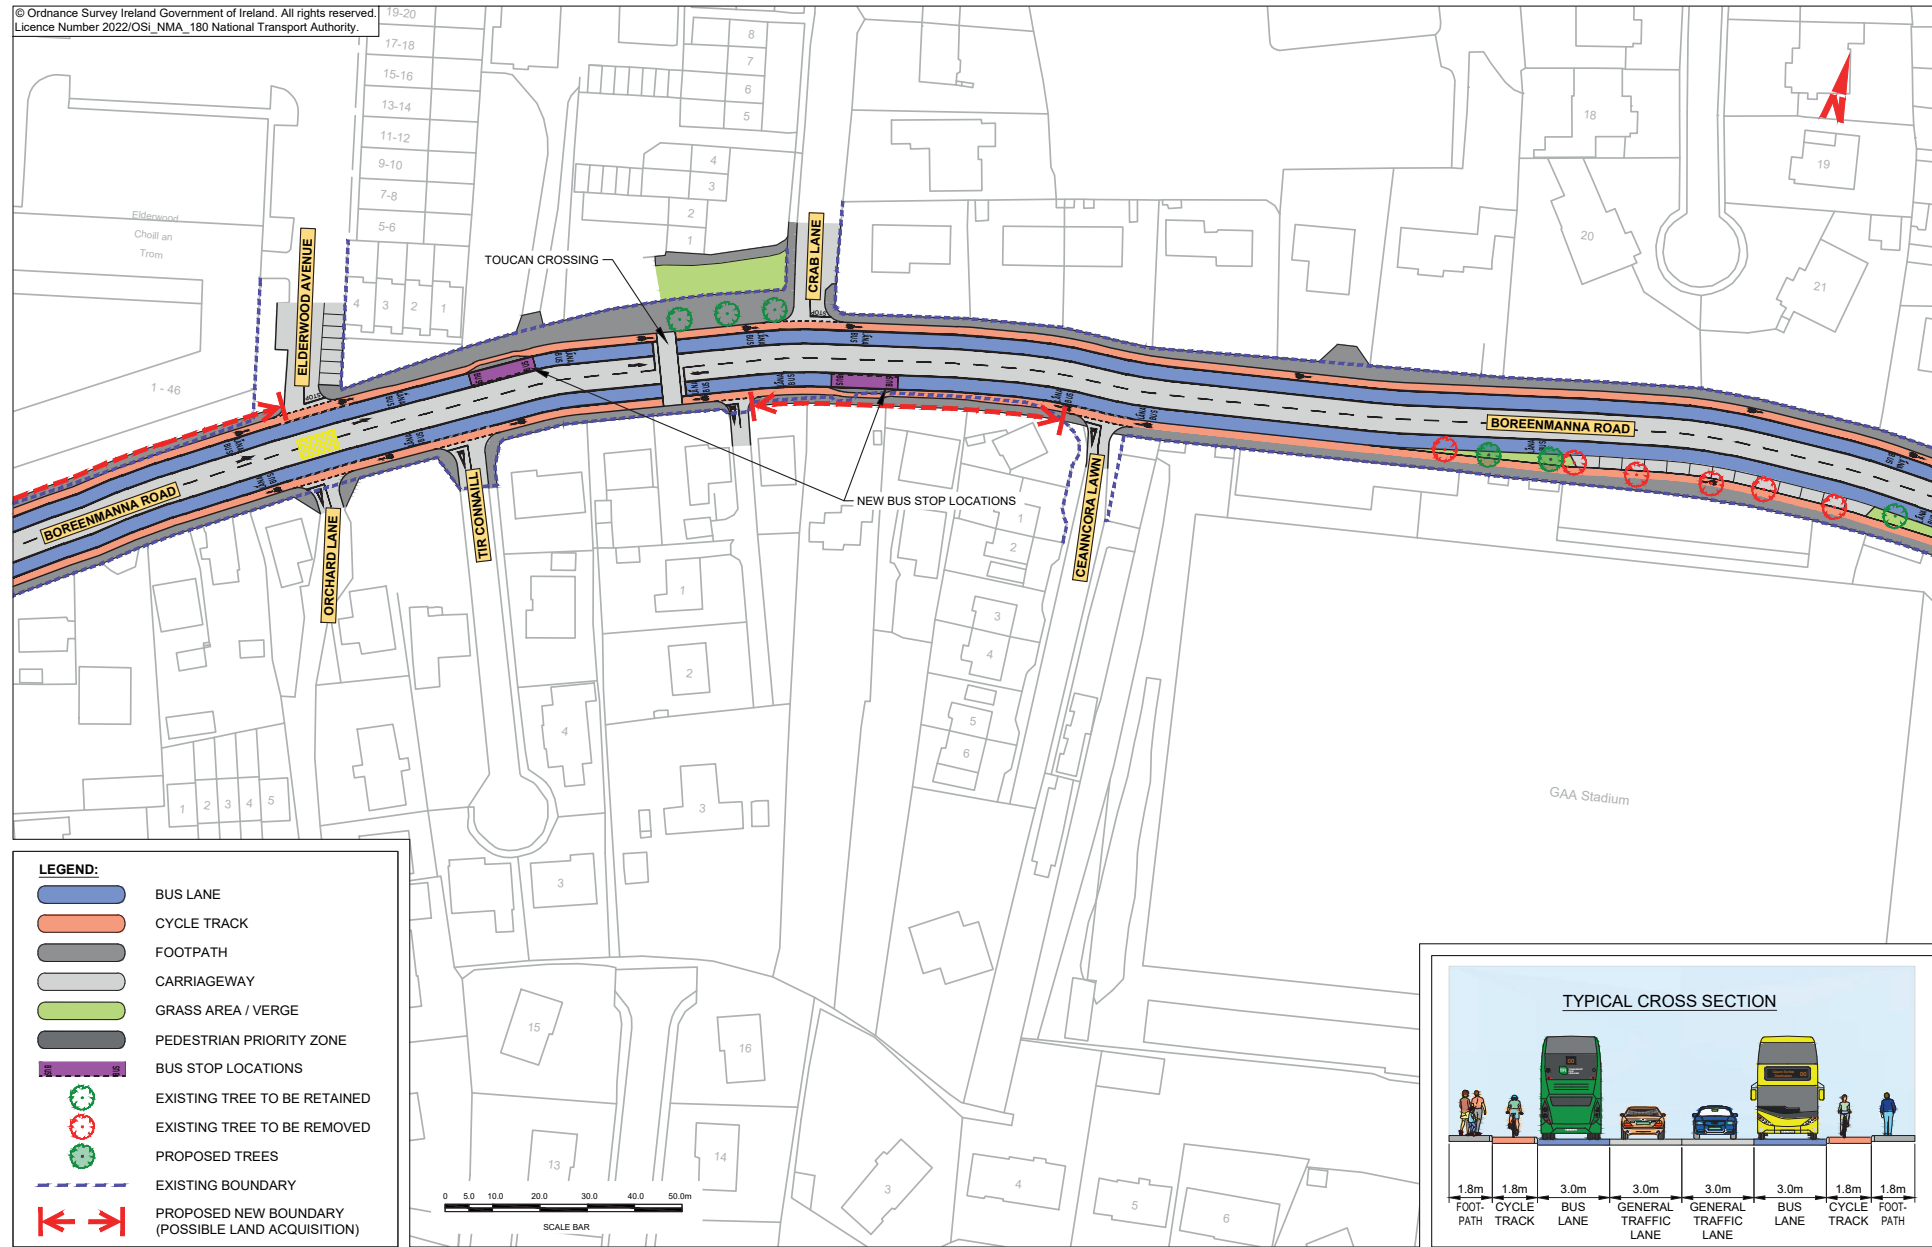 © Ordnance Survey Ireland Government of Ireland. All rights reserved.
Licence Number 2022/OSi_NMA_180 National Transport Authority.
19-20
17-18
15-16
13-14
11-12
9-10
7-8
5-6
4
3
2
1
8
7
6
5
4
3
2
1
18
19
20
21
N
Elderwood
Choill an
Trom
1 - 46
ELDERWOOD AVENUE
TOUCAN CROSSING
CRAB LANE
STOP
STOP
BOREENMANNA ROAD
BOREENMANNA ROAD
ORCHARD LANE
TIR CONNAILL
NEW BUS STOP LOCATIONS
CEANNCORA LAWN
LÁNA
BUS
BUS
BUS
1
2
3
4
5
6
1
2
3
4
3
1
2
3
4
5
15
16
13
14
3
4
5
6
GAA Stadium
LEGEND:
BUS LANE
CYCLE TRACK
FOOTPATH
CARRIAGEWAY
GRASS AREA / VERGE
PEDESTRIAN PRIORITY ZONE
BUS BUS
BUS STOP LOCATIONS
EXISTING TREE TO BE RETAINED
EXISTING TREE TO BE REMOVED
PROPOSED TREES
EXISTING BOUNDARY
PROPOSED NEW BOUNDARY
(POSSIBLE LAND ACQUISITION)
0 5.0 10.0 20.0 30.0 40.0 50.0m
SCALE BAR
TYPICAL CROSS SECTION
1.8m 1.8m 3.0m 3.0m 3.0m 3.0m 1.8m 1.8m
FOOT-PATH
CYCLE TRACK
BUS LANE
GENERAL TRAFFIC LANE
GENERAL TRAFFIC LANE
BUS LANE
CYCLE TRACK
FOOT-PATH